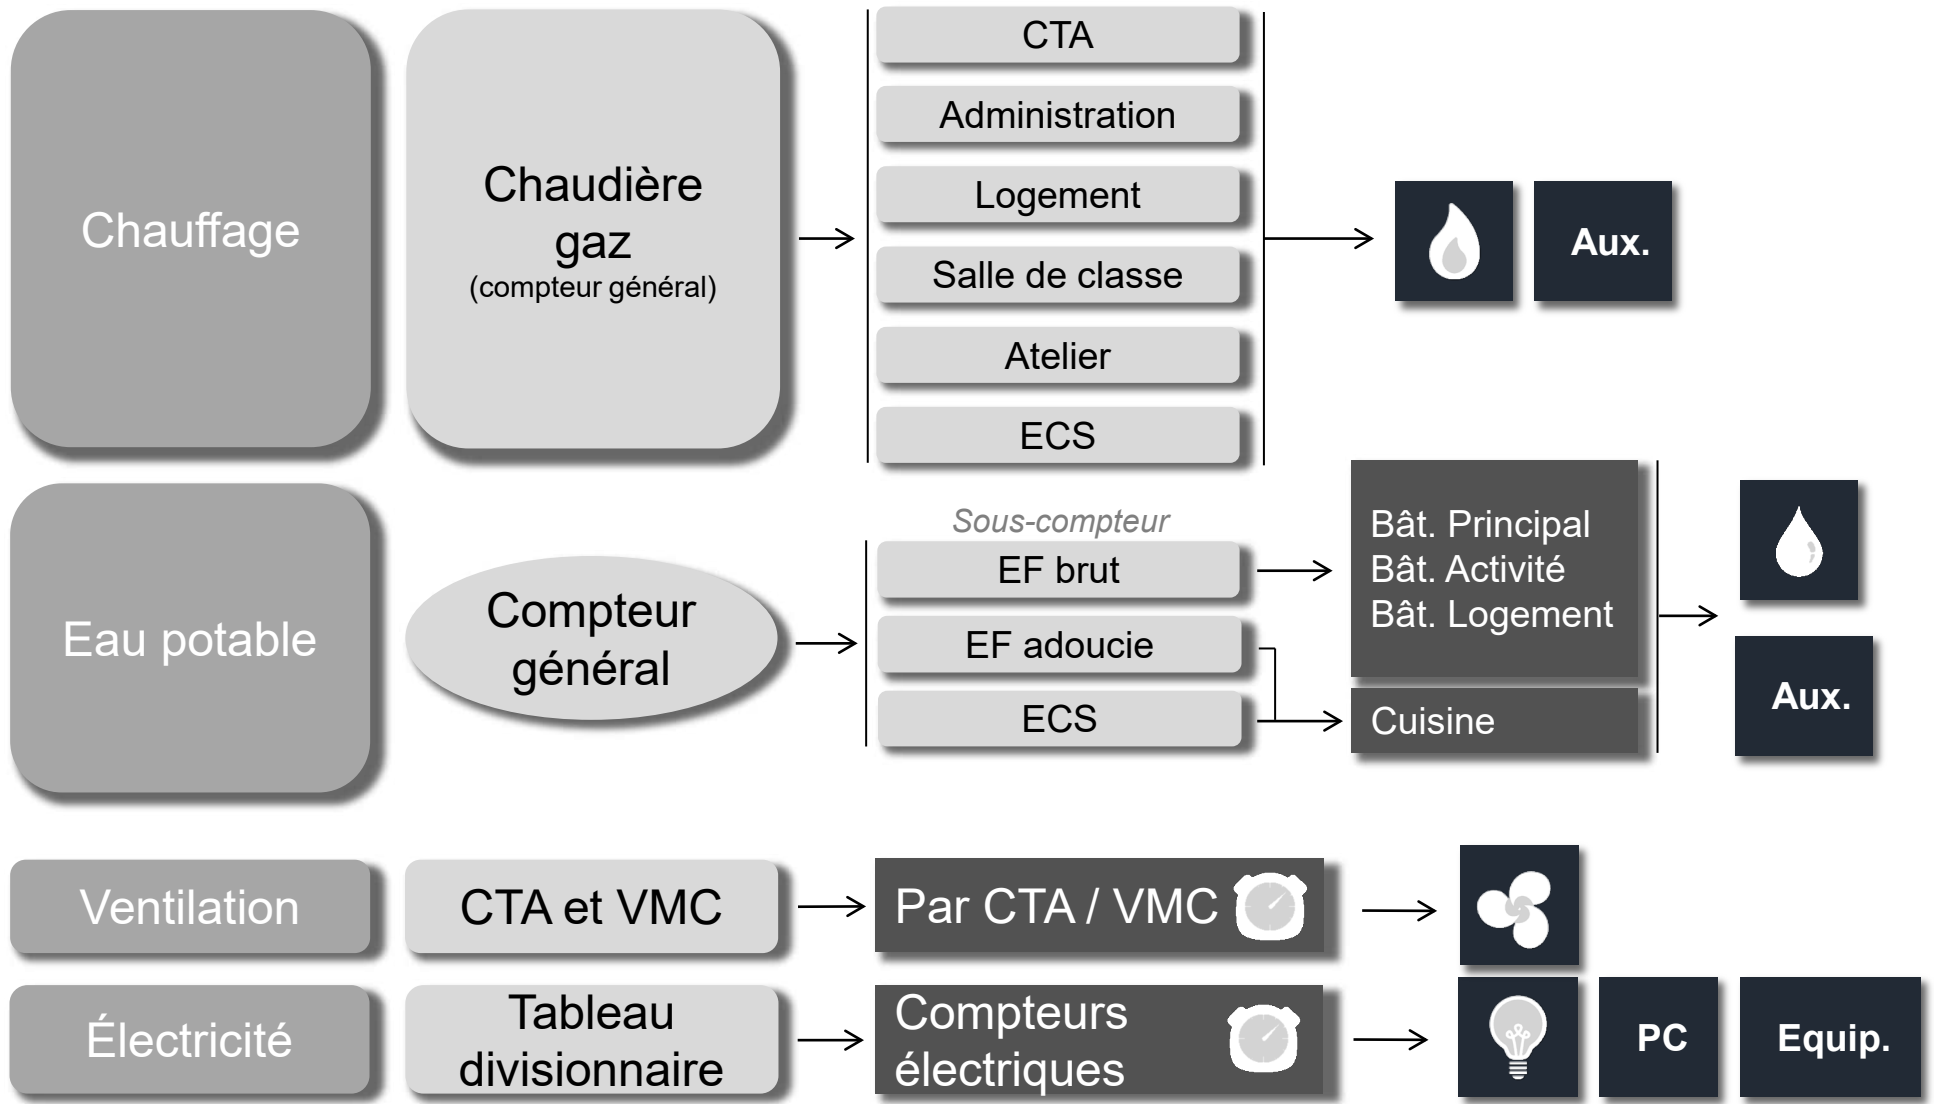 Chauffage
Chaudière
gaz
(compteur général)
CTA
Administration
Logement
Salle de classe
Atelier
ECS
Aux.
Eau potable
Compteur
général
Sous-compteur
EF brut
EF adoucie
ECS
Bât. Principal
Bât. Activité
Bât. Logement
Cuisine
Aux.
Ventilation
CTA et VMC
Par CTA / VMC
Électricité
Tableau
divisionnaire
Compteurs
électriques
PC
Equip.